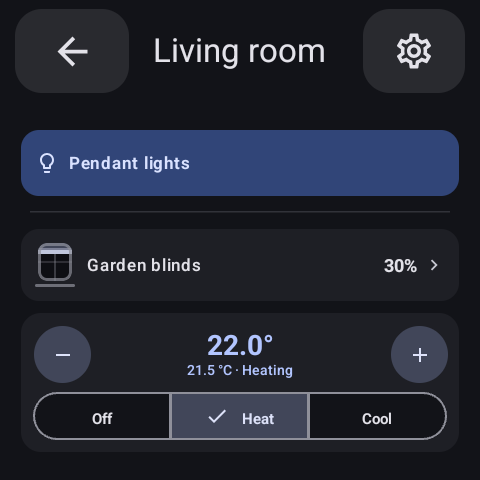 Living room
Pendant lights
Garden blinds 30%
22.0°
21.5 °C · Heating
Off Heat Cool